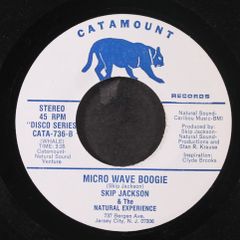 CATAMOUNT
RECORDS
STEREO
45 RPM
"DISCO SERIES"
CATA-736-B
(WHALE)
TIME: 3:28
Catamount-
Natural Sound
Venture
Natural Sound-
Caribou Music BMI
Produced by:
Skip Jackson-
Natural Sound-
Productions and
Stan R. Krause
Inspiration:
Clyde Brooks
MICRO WAVE BOOGIE
(Skip Jackson)
SKIP JACKSON
& The
NATURAL EXPERIENCE
737 Bergen Ave.
Jersey City, N.J. 07306